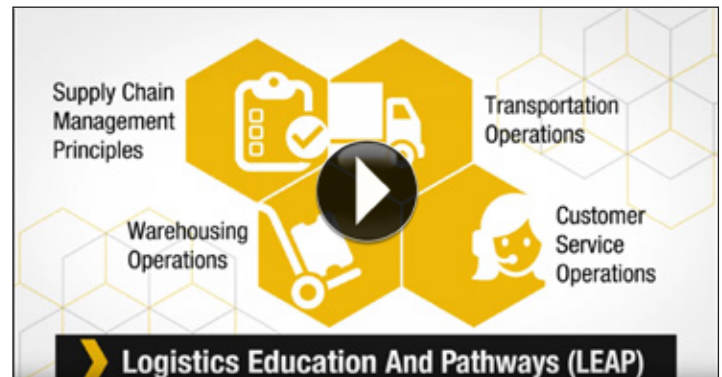 Supply Chain
Management
Principles
Transportation
Operations
Warehousing
Operations
Customer
Service
Operations
Logistics Education And Pathways (LEAP)